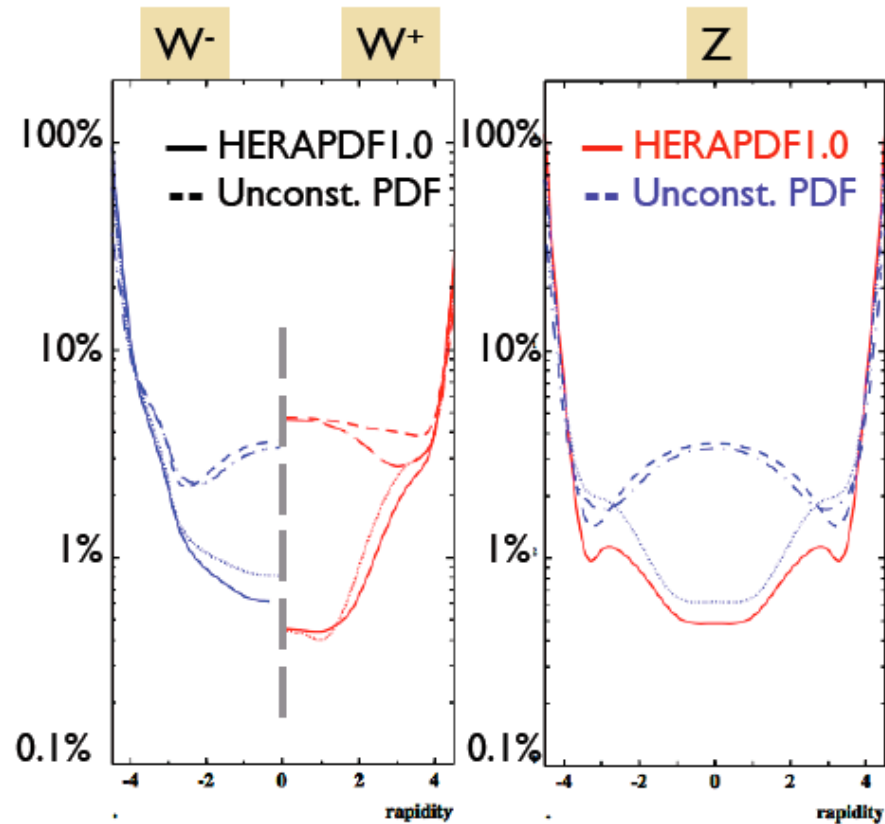 W⁻ W⁺ Z
100%
HERAPDF1.0
Unconst. PDF
10%
1%
0.1%
-4 -2 0 2 4
rapidity
100%
HERAPDF1.0
Unconst. PDF
10%
1%
0.1%
-4 -2 0 2 4
rapidity